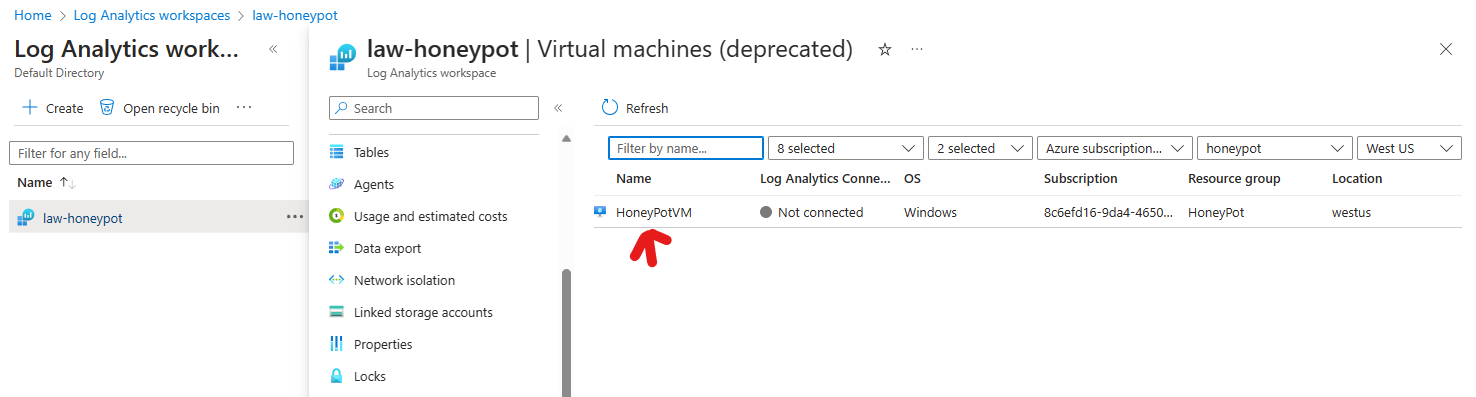 Home > Log Analytics workspaces > law-honeypot
Log Analytics work... «
Default Directory
+ Create Open recycle bin ...
Filter for any field...
Name ↑↓
law-honeypot ...
law-honeypot | Virtual machines (deprecated) ☆ ... ×
Log Analytics workspace
Search «
Tables
Agents
Usage and estimated costs
Data export
Network isolation
Linked storage accounts
Properties
Locks
Refresh
Filter by name... 8 selected 2 selected Azure subscription... honeypot West US
Name Log Analytics Conne... OS Subscription Resource group Location
HoneyPotVM Not connected Windows 8c6efd16-9da4-4650... HoneyPot westus